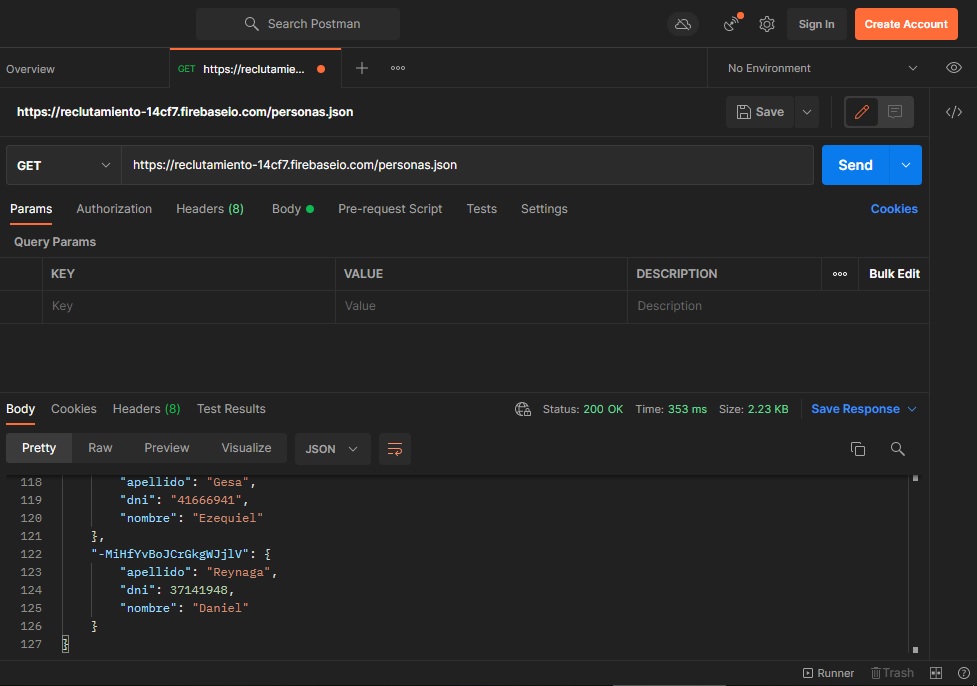 Search Postman
Sign In
Create Account
Overview
GET https://reclutamie...
No Environment
https://reclutamiento-14cf7.firebaseio.com/personas.json
Save
GET
https://reclutamiento-14cf7.firebaseio.com/personas.json
Send
Params Authorization Headers (8) Body Pre-request Script Tests Settings Cookies
Query Params
KEY VALUE DESCRIPTION Bulk Edit
Key Value Description
Body Cookies Headers (8) Test Results Status: 200 OK Time: 353 ms Size: 2.23 KB Save Response
Pretty Raw Preview Visualize JSON
118 "apellido": "Gesa",
119 "dni": "41666941",
120 "nombre": "Ezequiel"
121 },
122 "-MiHfYvBoJCrGkgWJjlV": {
123 "apellido": "Reynaga",
124 "dni": 37141948,
125 "nombre": "Daniel"
126 }
127 }
Runner Trash